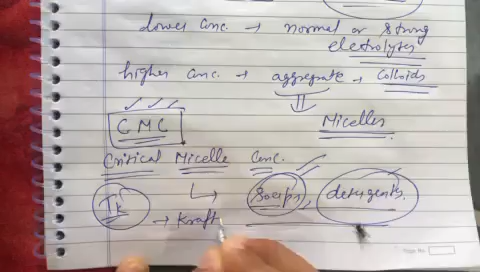 lower Conc. → normal or strong
electrolytes
higher Conc. → aggregate → Colloids
CMC Micelles
Critical Micelle Conc.
Tk Soaps, detergents.
→ Kraft